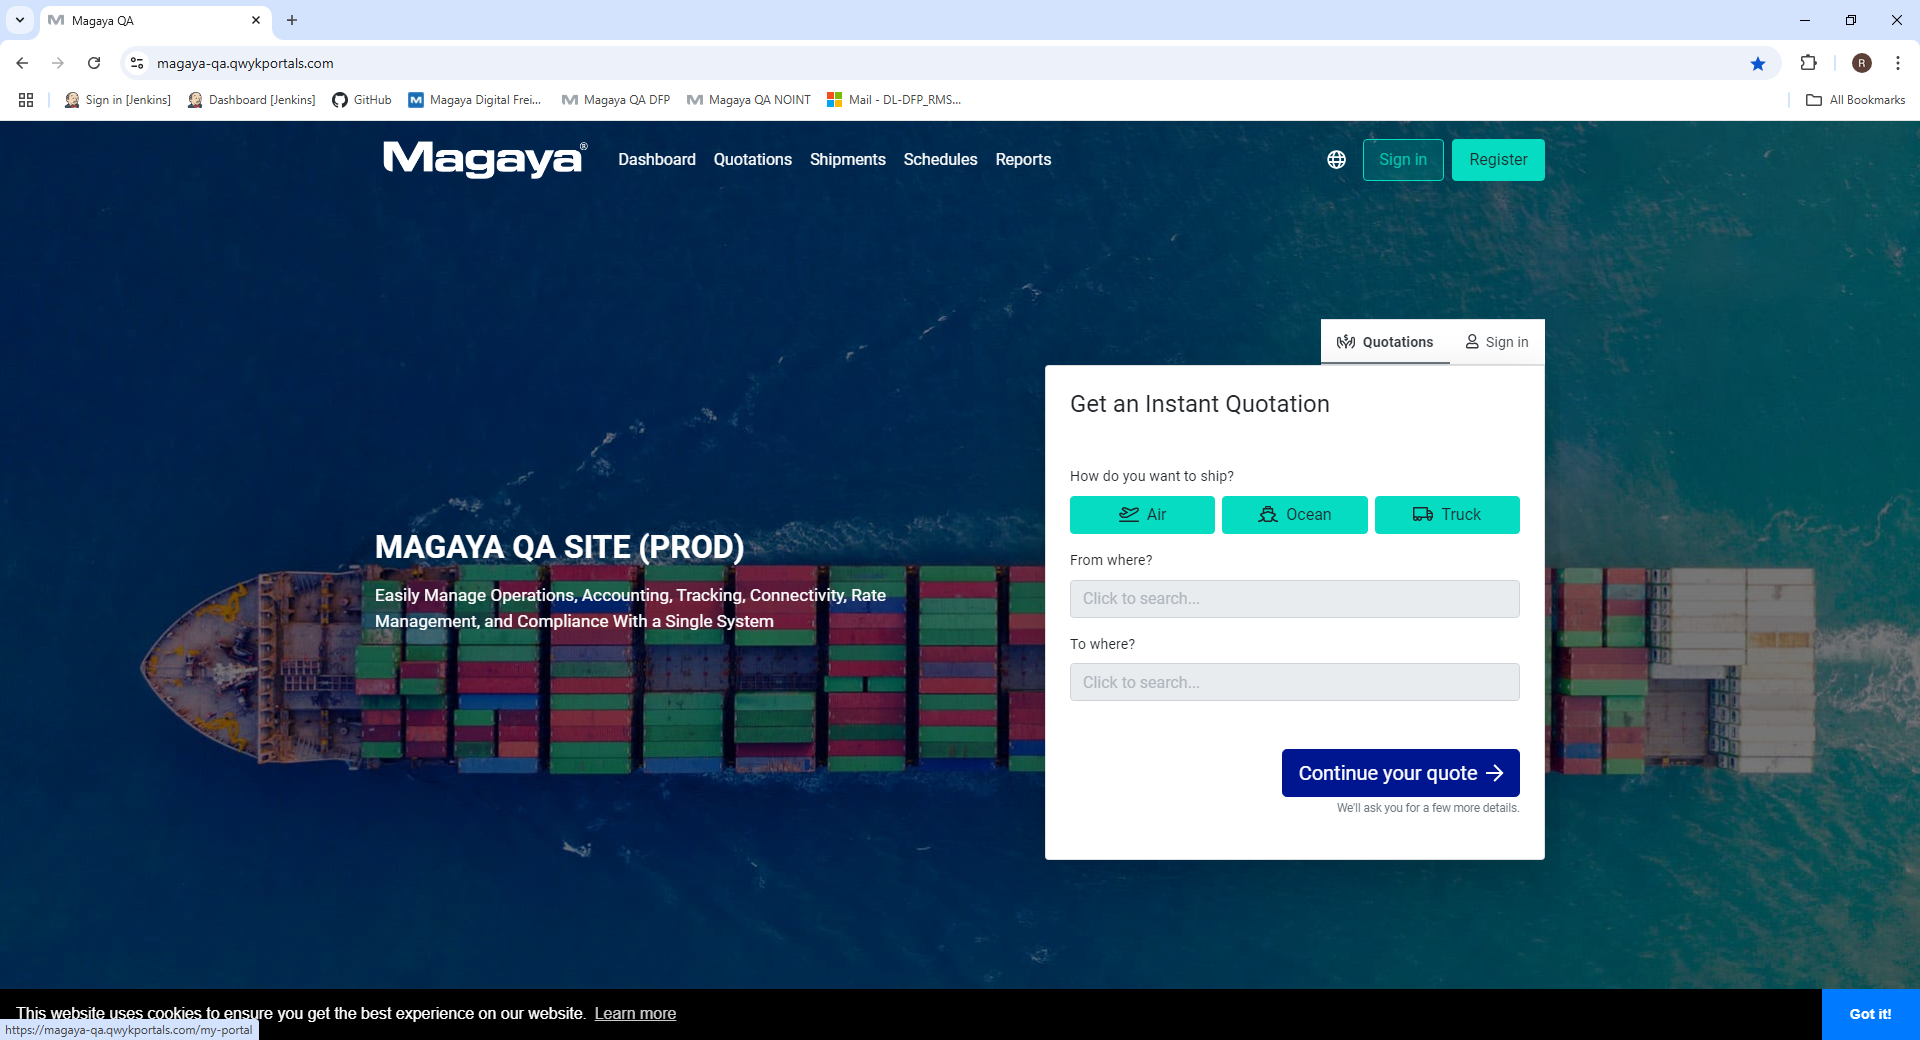 Magaya QA
magaya-qa.qwykportals.com
R
Sign in [Jenkins]
Dashboard [Jenkins]
GitHub
Magaya Digital Frei...
Magaya QA DFP
Magaya QA NOINT
Mail - DL-DFP_RMS...
All Bookmarks
Magaya®
Dashboard
Quotations
Shipments
Schedules
Reports
Sign in
Register
Quotations
Sign in
Get an Instant Quotation
How do you want to ship?
Air
Ocean
Truck
From where?
Click to search...
To where?
Click to search...
Continue your quote
We'll ask you for a few more details.
MAGAYA QA SITE (PROD)
Easily Manage Operations, Accounting, Tracking, Connectivity, Rate
Management, and Compliance With a Single System
This website uses cookies to ensure you get the best experience on our website. Learn more
Got it!
https://magaya-qa.qwykportals.com/my-portal